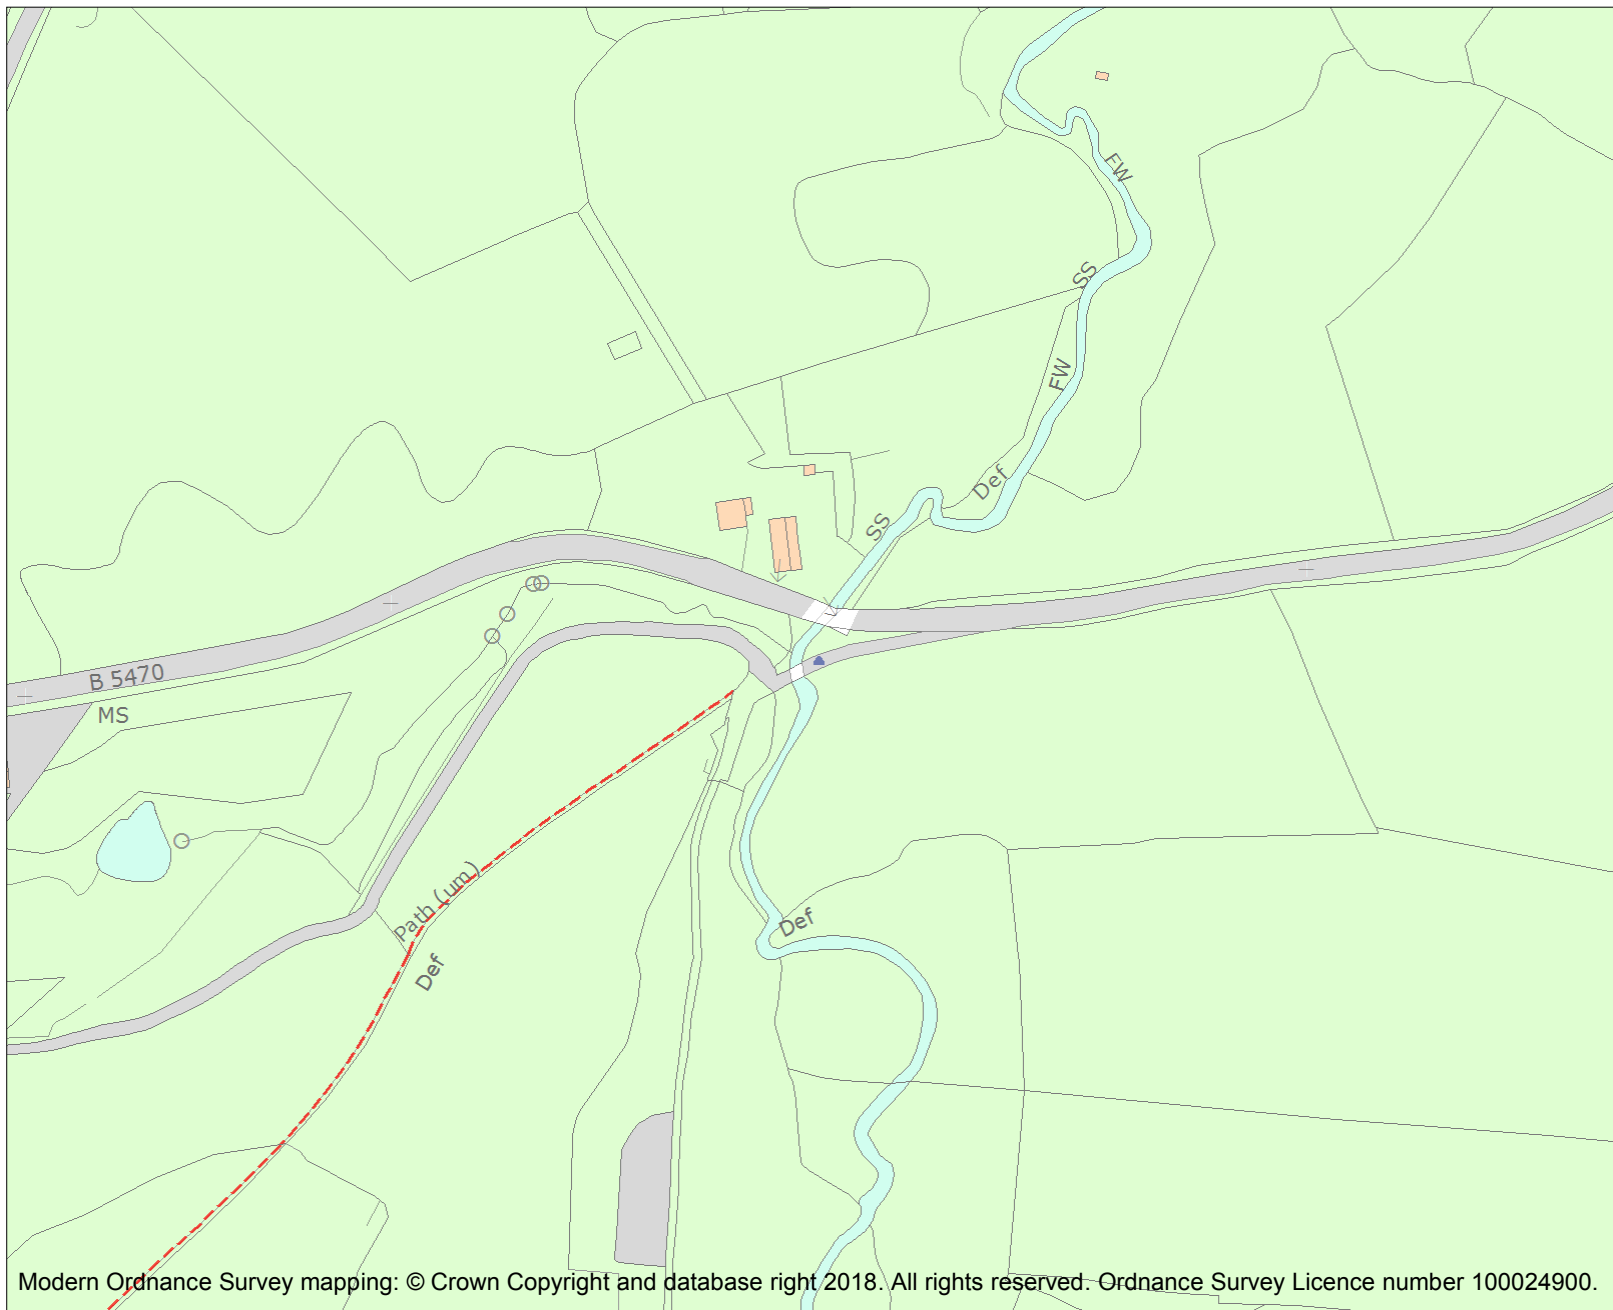 FW
SS
FW
Def
SS
B 5470
MS
Path (um)
Def
Def
Modern Ordnance Survey mapping: © Crown Copyright and database right 2018. All rights reserved. Ordnance Survey Licence number 100024900.